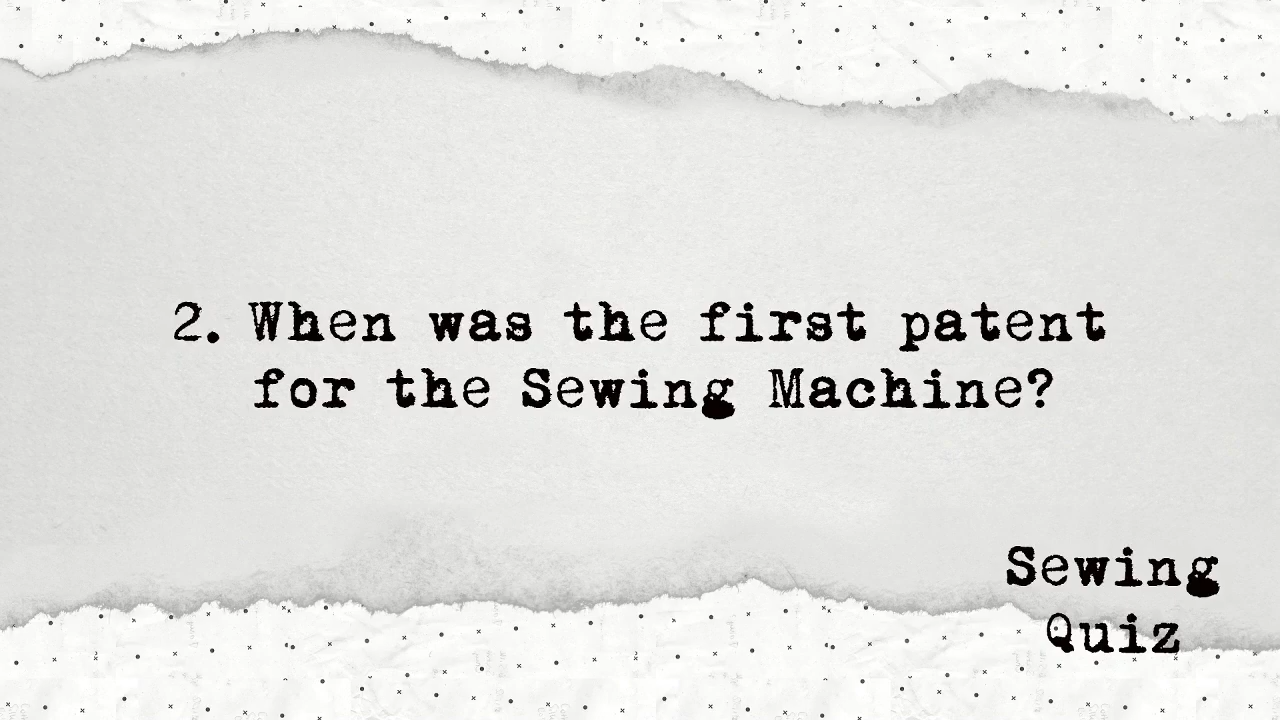 2. When was the first patent
for the Sewing Machine?
Sewing
Quiz